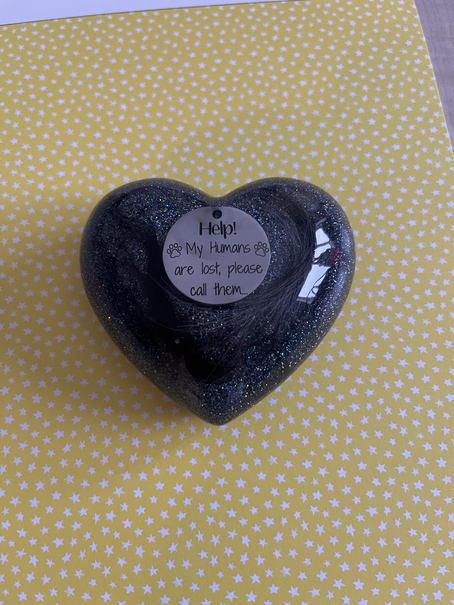 Help!
My Humans
are lost, please
call them...